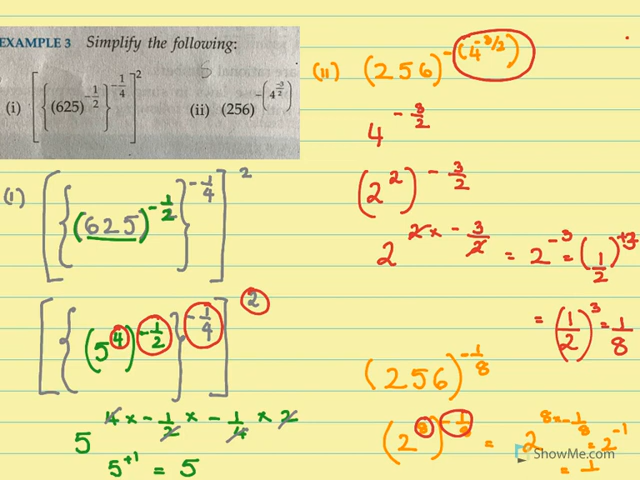 EXAMPLE 3 Simplify the following:
(i) [{(625)^(-1/2)}^(-1/4)]^2 (ii) (256)^-(4^(-3/2))
(i) [{(625)^(-1/2)}^(-1/4)]^2
[{(5^4)^(-1/2)}^(-1/4)]^2
5^(4 x -1/2 x -1/4 x 2)
5^(+1) = 5
(ii) (256)^-(4^(-3/2))
4^(-3/2)
(2^2)^(-3/2)
2^(2 x -3/2) = 2^(-3) = (1/2)^(+3)
= (1/2)^3 = 1/8
(256)^(-1/8)
(2^8)^(-1/8) = 2^(8 x -1/8)
= 2^(-1)
ShowMe.com